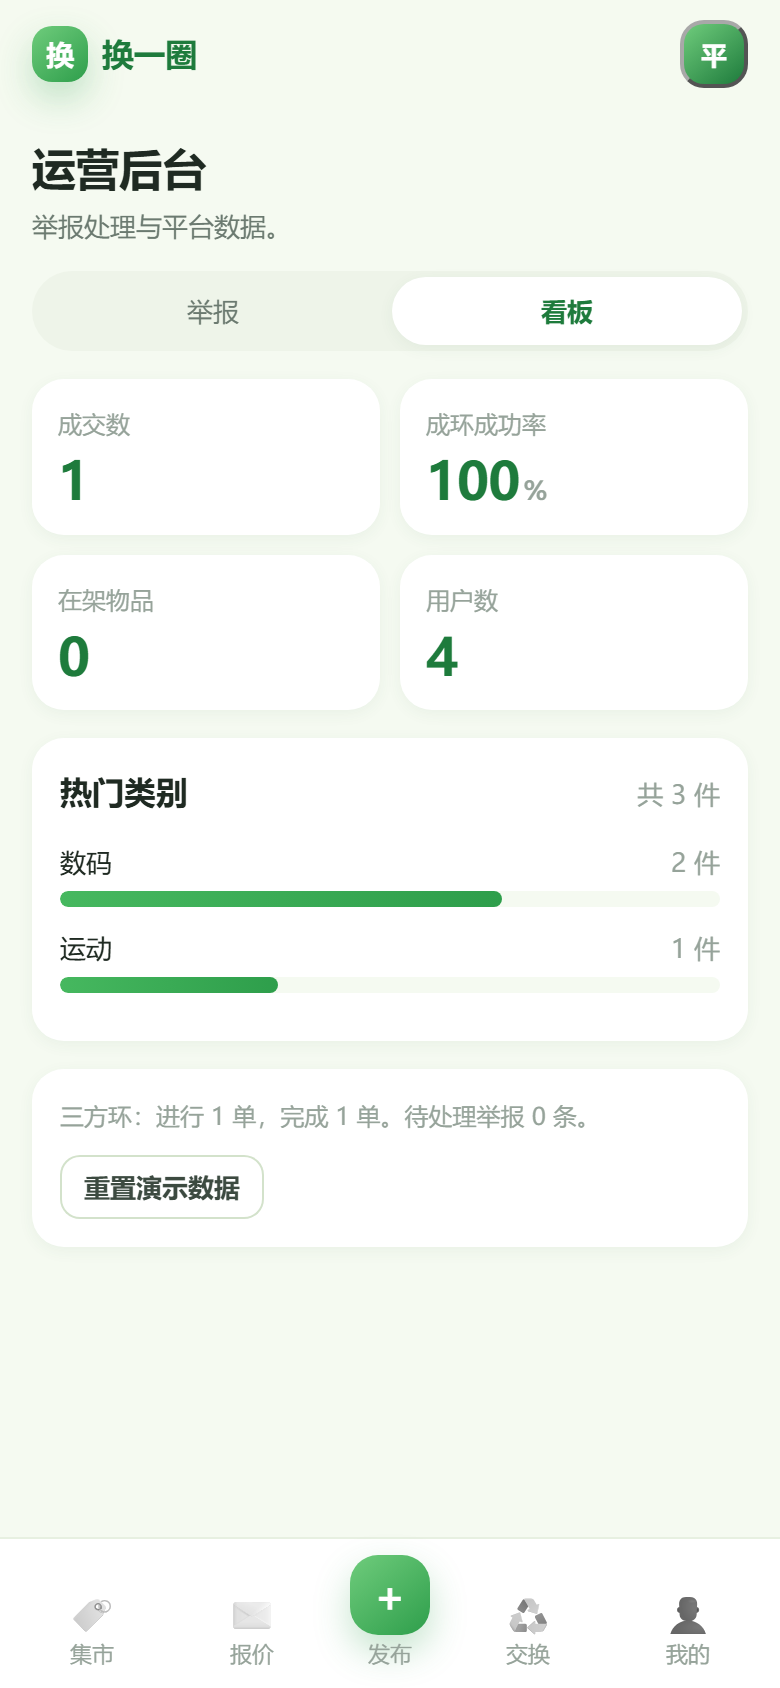 换 换一圈 平
运营后台
举报处理与平台数据。
举报 看板
成交数 成环成功率
1 100%
在架物品 用户数
0 4
热门类别 共 3 件
数码 2 件
运动 1 件
三方环：进行 1 单，完成 1 单。待处理举报 0 条。
重置演示数据
+
集市 报价 发布 交换 我的